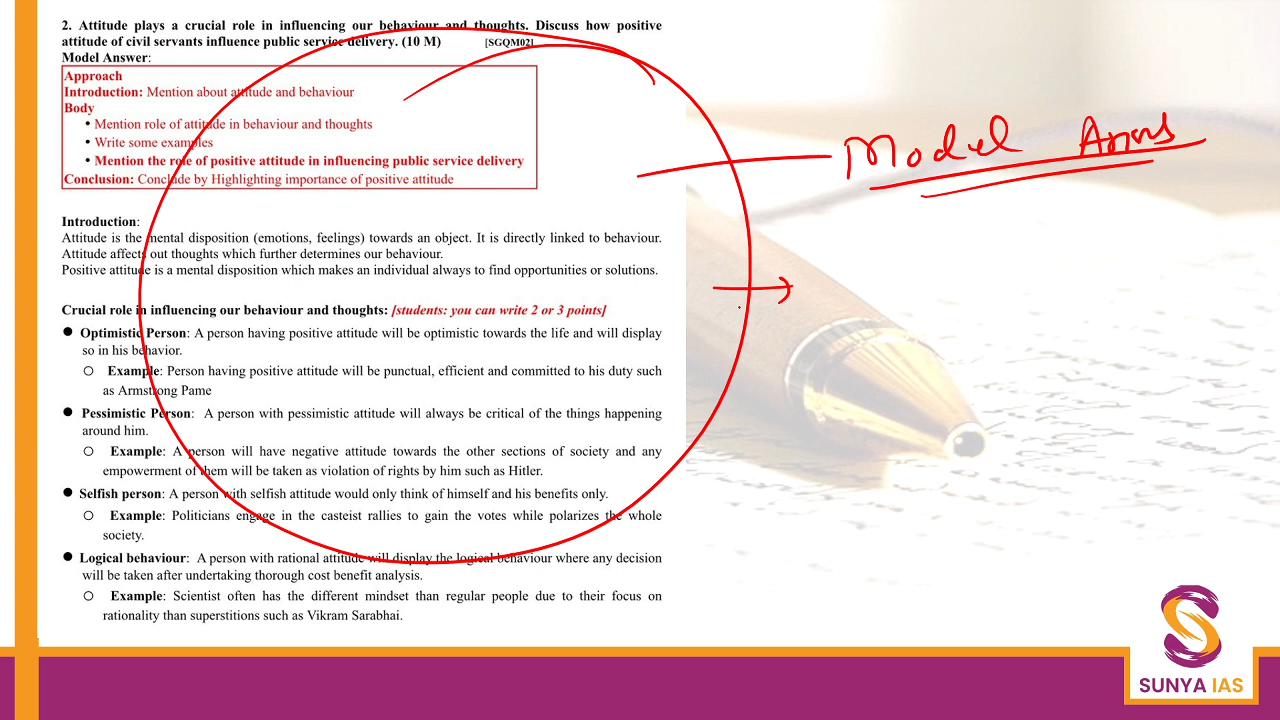 2. Attitude plays a crucial role in influencing our behaviour and thoughts. Discuss how positive
attitude of civil servants influence public service delivery. (10 M) [SGQM02]
Model Answer:
Approach
Introduction: Mention about attitude and behaviour
Body
• Mention role of attitude in behaviour and thoughts
• Write some examples
• Mention the role of positive attitude in influencing public service delivery
Conclusion: Conclude by Highlighting importance of positive attitude
Model Anns
Introduction:
Attitude is the mental disposition (emotions, feelings) towards an object. It is directly linked to behaviour.
Attitude affects out thoughts which further determines our behaviour.
Positive attitude is a mental disposition which makes an individual always to find opportunities or solutions.
Crucial role in influencing our behaviour and thoughts: [students: you can write 2 or 3 points]
● Optimistic Person: A person having positive attitude will be optimistic towards the life and will display
so in his behavior.
○ Example: Person having positive attitude will be punctual, efficient and committed to his duty such
as Armstrong Pame
● Pessimistic Person: A person with pessimistic attitude will always be critical of the things happening
around him.
○ Example: A person will have negative attitude towards the other sections of society and any
empowerment of them will be taken as violation of rights by him such as Hitler.
● Selfish person: A person with selfish attitude would only think of himself and his benefits only.
○ Example: Politicians engage in the casteist rallies to gain the votes while polarizes the whole
society.
● Logical behaviour: A person with rational attitude will display the logical behaviour where any decision
will be taken after undertaking thorough cost benefit analysis.
○ Example: Scientist often has the different mindset than regular people due to their focus on
rationality than superstitions such as Vikram Sarabhai.
SUNYA IAS